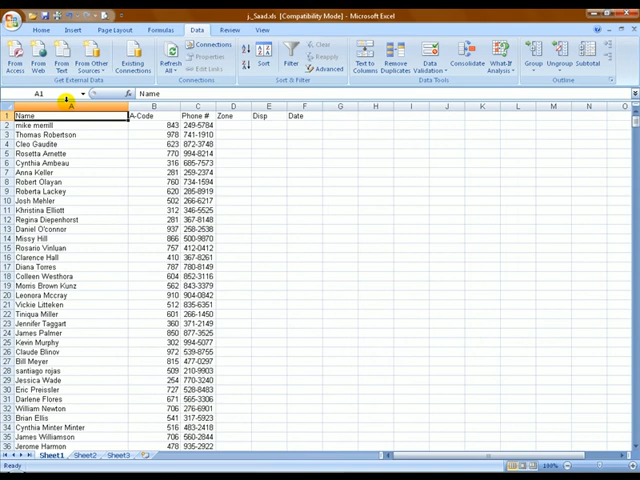 j._Saad.xls [Compatibility Mode] - Microsoft Excel
Home Insert Page Layout Formulas Data Review View
From Access From Web From Text From Other Sources Existing Connections Refresh All Connections Properties Edit Links Sort Filter Clear Reapply Advanced Text to Columns Remove Duplicates Data Validation Consolidate What-If Analysis Group Ungroup Subtotal
Get External Data Connections Sort & Filter Data Tools Outline
A1 fx Name
A B C D E F G H I J K L M N O
1 Name A-Code Phone # Zone Disp Date
2 mike merrill 843 249-5784
3 Thomas Robertson 978 741-1910
4 Cleo Gaudite 623 872-3748
5 Rosetta Arnette 770 994-8214
6 Cynthia Ambeau 316 685-7573
7 Anna Keller 281 259-2374
8 Robert Olayan 760 734-1594
9 Roberta Lackey 620 285-8919
10 Josh Mehler 502 266-6217
11 Khristina Elliott 312 346-5525
12 Regina Diepenhorst 281 370-4679
13 Daniel O'connor 937 258-2538
14 Missy Hill 866 500-9870
15 Rosario Vinluan 757 412-0412
16 Clarence Hall 410 367-8261
17 Diana Torres 787 780-8149
18 Colleen Westhora 604 852-3116
19 Morris Brown Kunz 562 843-3379
20 Leonora Mccray 910 904-0842
21 Vickie Litteken 512 835-6351
22 Tiniqua Miller 601 266-1450
23 Jennifer Taggart 360 371-2149
24 James Palmer 850 877-3525
25 Kevin Murphy 302 994-5077
26 Claude Blinov 972 539-8755
27 Bill Meyer 815 477-0297
28 santiago rojas 509 210-9903
29 Jessica Wade 254 770-3240
30 Eric Preissler 727 528-8483
31 Darlene Flores 671 565-3306
32 William Newton 706 276-6901
33 Brian Ellis 541 317-5923
34 Cynthia Minter Minter 516 483-2418
35 James Williamson 706 560-2844
36 Jerome Harmon 478 935-2922
Sheet1 Sheet2 Sheet3
Ready 100%